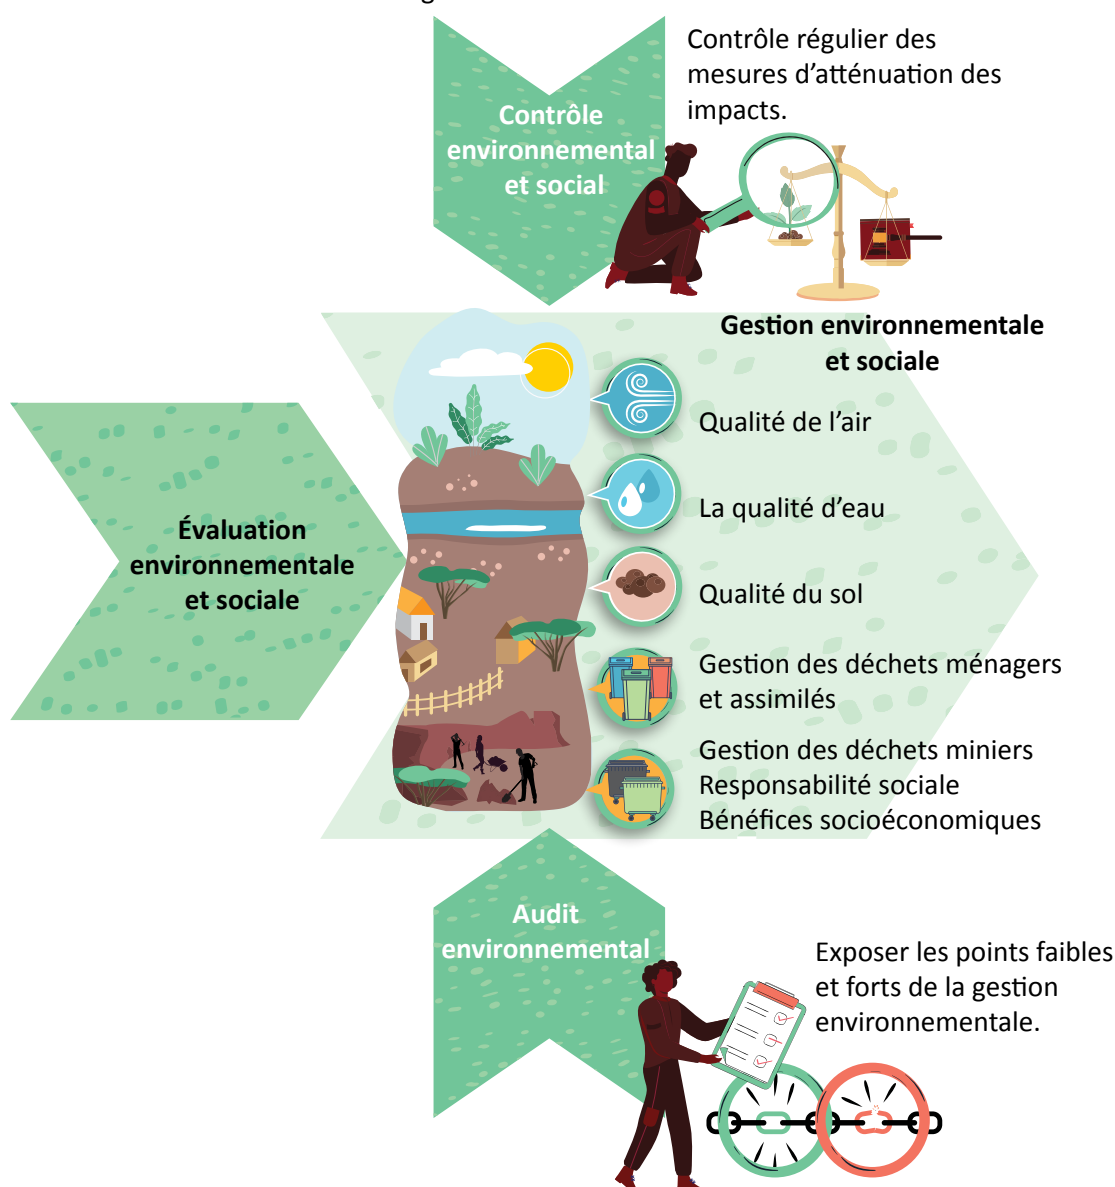 Contrôle régulier des
mesures d’atténuation des
impacts.
Contrôle
environnemental
et social
Gestion environnementale
et sociale
Qualité de l’air
La qualité d’eau
Qualité du sol
Gestion des déchets ménagers
et assimilés
Gestion des déchets miniers
Responsabilité sociale
Bénéfices socioéconomiques
Évaluation
environnementale
et sociale
Audit
environnemental
Exposer les points faibles
et forts de la gestion
environnementale.